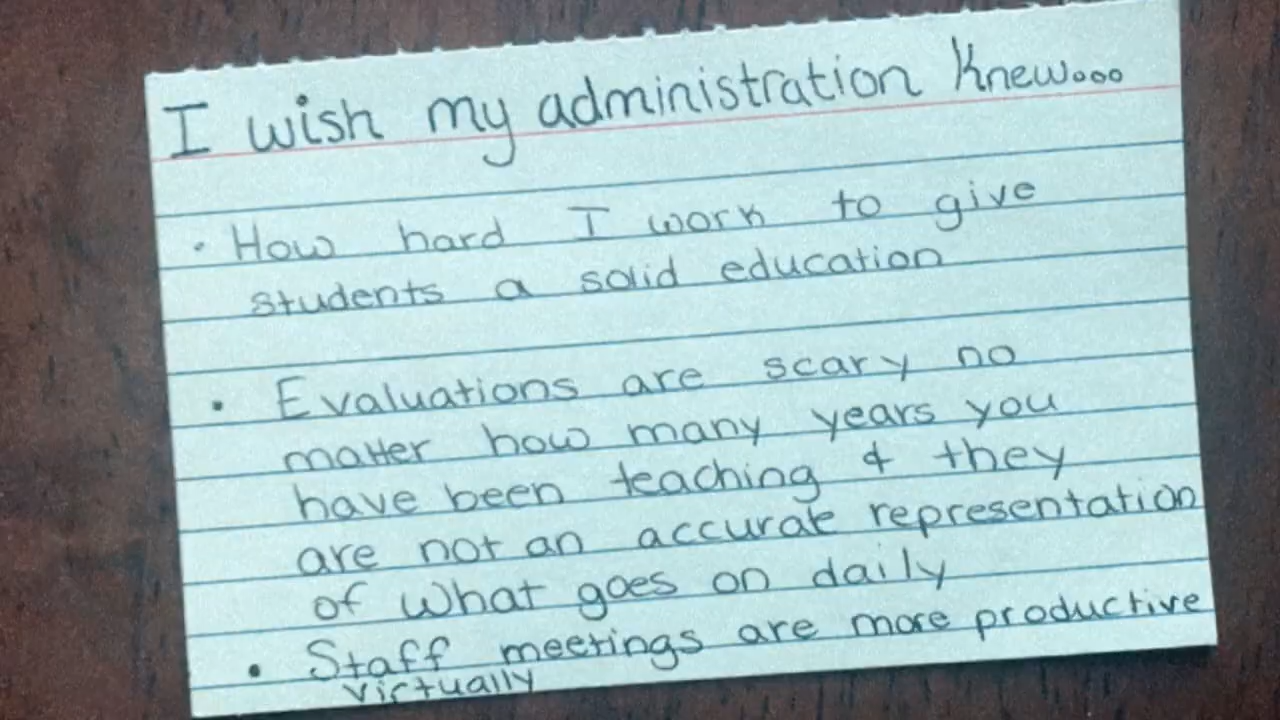 I wish my administration knew...
• How hard I work to give
students a solid education
• Evaluations are scary no
matter how many years you
have been teaching & they
are not an accurate representation
of what goes on daily
• Staff meetings are more productive
virtually